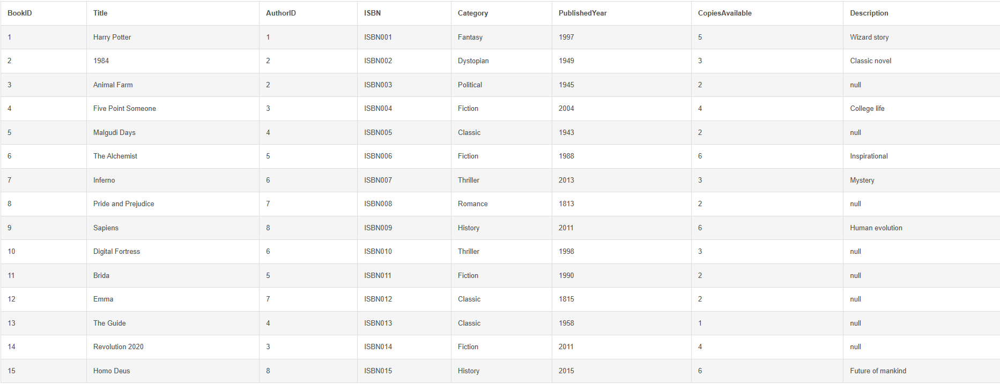 BookID Title AuthorID ISBN Category PublishedYear CopiesAvailable Description
1 Harry Potter 1 ISBN001 Fantasy 1997 5 Wizard story
2 1984 2 ISBN002 Dystopian 1949 3 Classic novel
3 Animal Farm 2 ISBN003 Political 1945 2 null
4 Five Point Someone 3 ISBN004 Fiction 2004 4 College life
5 Malgudi Days 4 ISBN005 Classic 1943 2 null
6 The Alchemist 5 ISBN006 Fiction 1988 6 Inspirational
7 Inferno 6 ISBN007 Thriller 2013 3 Mystery
8 Pride and Prejudice 7 ISBN008 Romance 1813 2 null
9 Sapiens 8 ISBN009 History 2011 6 Human evolution
10 Digital Fortress 6 ISBN010 Thriller 1998 3 null
11 Brida 5 ISBN011 Fiction 1990 2 null
12 Emma 7 ISBN012 Classic 1815 2 null
13 The Guide 4 ISBN013 Classic 1958 1 null
14 Revolution 2020 3 ISBN014 Fiction 2011 4 null
15 Homo Deus 8 ISBN015 History 2015 6 Future of mankind